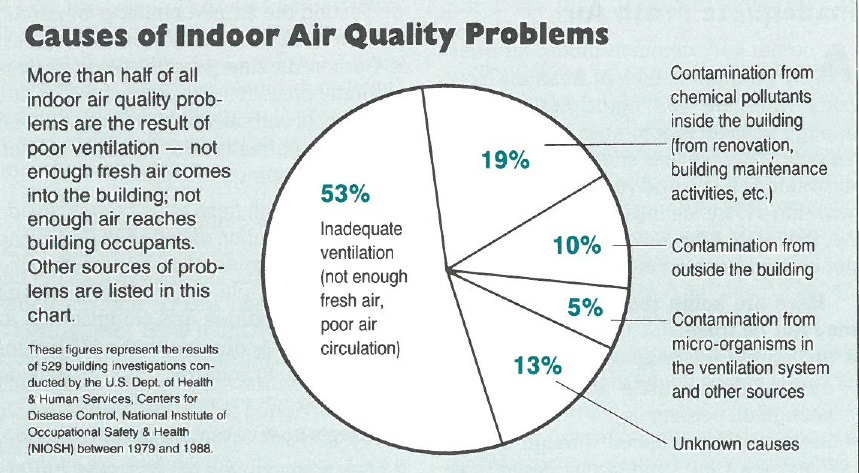 Causes of Indoor Air Quality Problems
More than half of all
indoor air quality prob-
lems are the result of
poor ventilation — not
enough fresh air comes
into the building; not
enough air reaches
building occupants.
Other sources of prob-
lems are listed in this
chart.
These figures represent the results
of 529 building investigations con-
ducted by the U.S. Dept. of Health
& Human Services, Centers for
Disease Control, National Institute of
Occupational Safety & Health
(NIOSH) between 1979 and 1988.
53%
Inadequate
ventilation
(not enough
fresh air,
poor air
circulation)
19%
Contamination from
chemical pollutants
inside the building
(from renovation,
building maintenance
activities, etc.)
10%
Contamination from
outside the building
5%
Contamination from
micro-organisms in
the ventilation system
and other sources
13%
Unknown causes